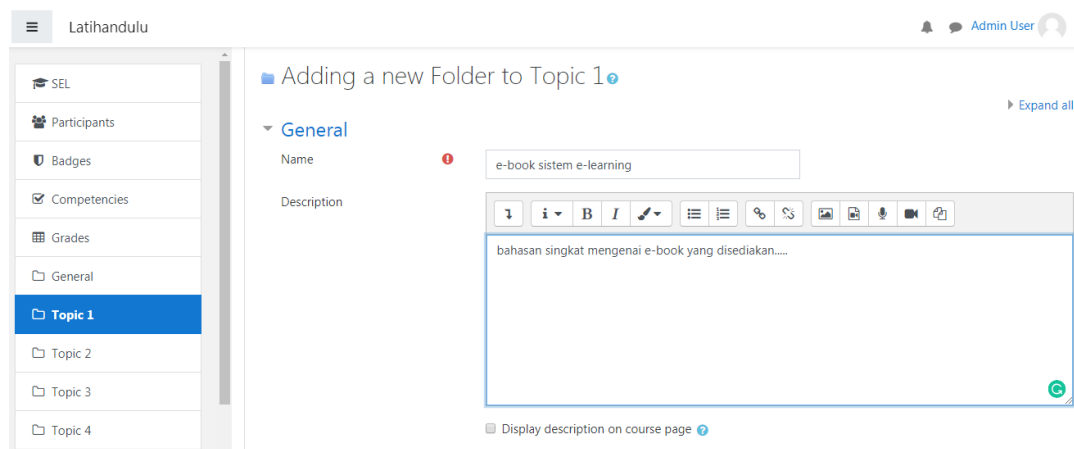 Latihandulu
Admin User
SEL
Participants
Badges
Competencies
Grades
General
Topic 1
Topic 2
Topic 3
Topic 4
Adding a new Folder to Topic 1
Expand all
General
Name
e-book sistem e-learning
Description
B I
bahasan singkat mengenai e-book yang disediakan.....
Display description on course page